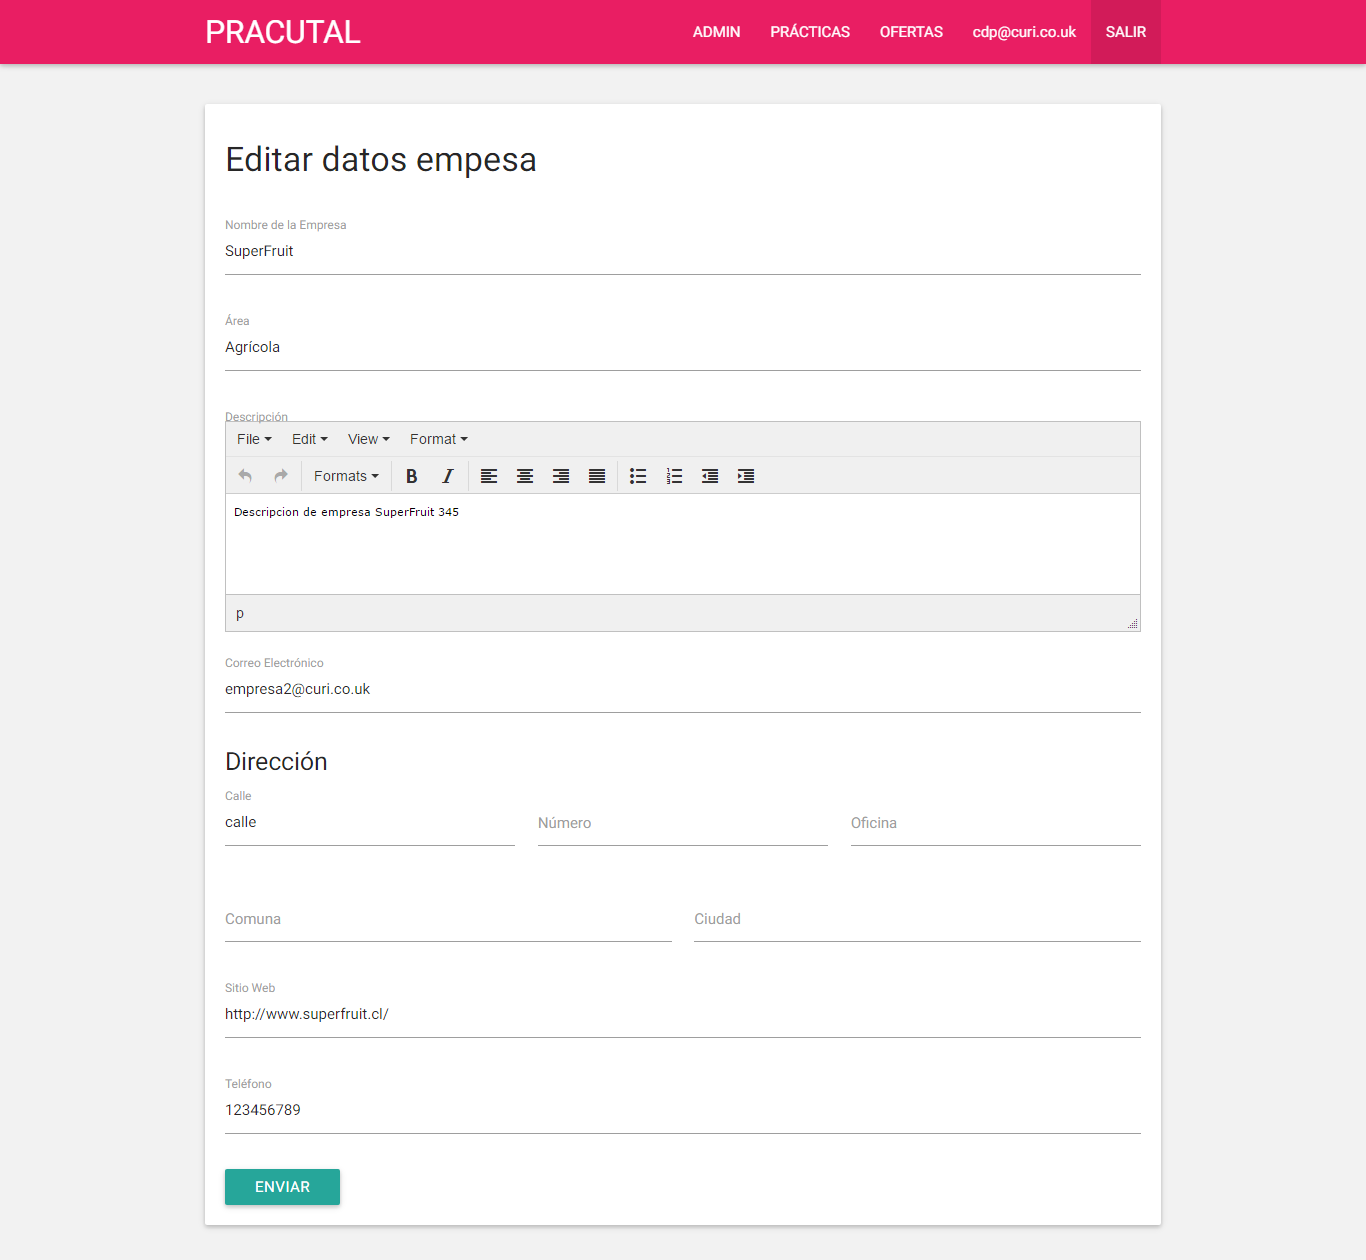 PRACUTAL ADMIN PRÁCTICAS OFERTAS cdp@curi.co.uk SALIR
Editar datos empesa
Nombre de la Empresa
SuperFruit
Área
Agrícola
Descripción
File Edit View Format
Formats B I
Descripcion de empresa SuperFruit 345
p
Correo Electrónico
empresa2@curi.co.uk
Dirección
Calle
calle Número Oficina
Comuna Ciudad
Sitio Web
http://www.superfruit.cl/
Teléfono
123456789
ENVIAR